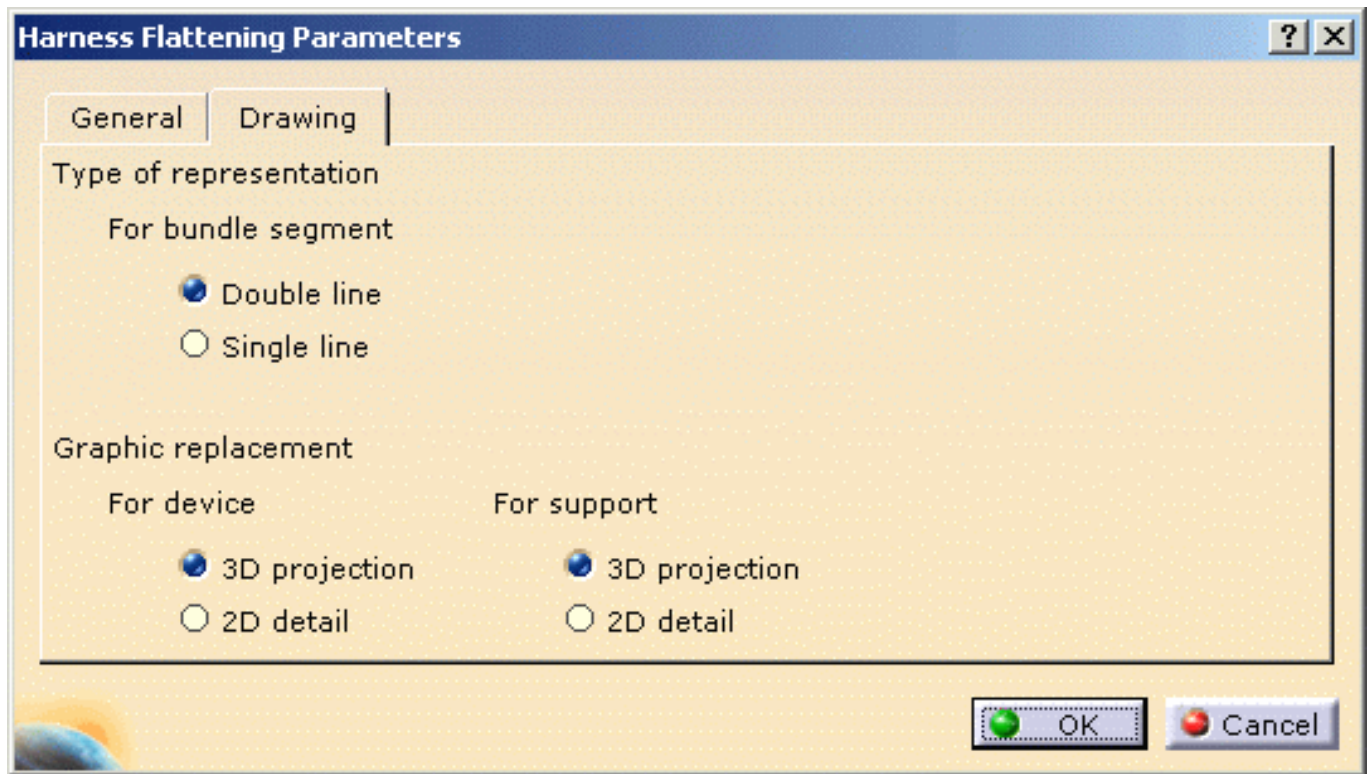 Harness Flattening Parameters ? X
General Drawing
Type of representation
For bundle segment
Double line
Single line
Graphic replacement
For device For support
3D projection 3D projection
2D detail 2D detail
OK Cancel